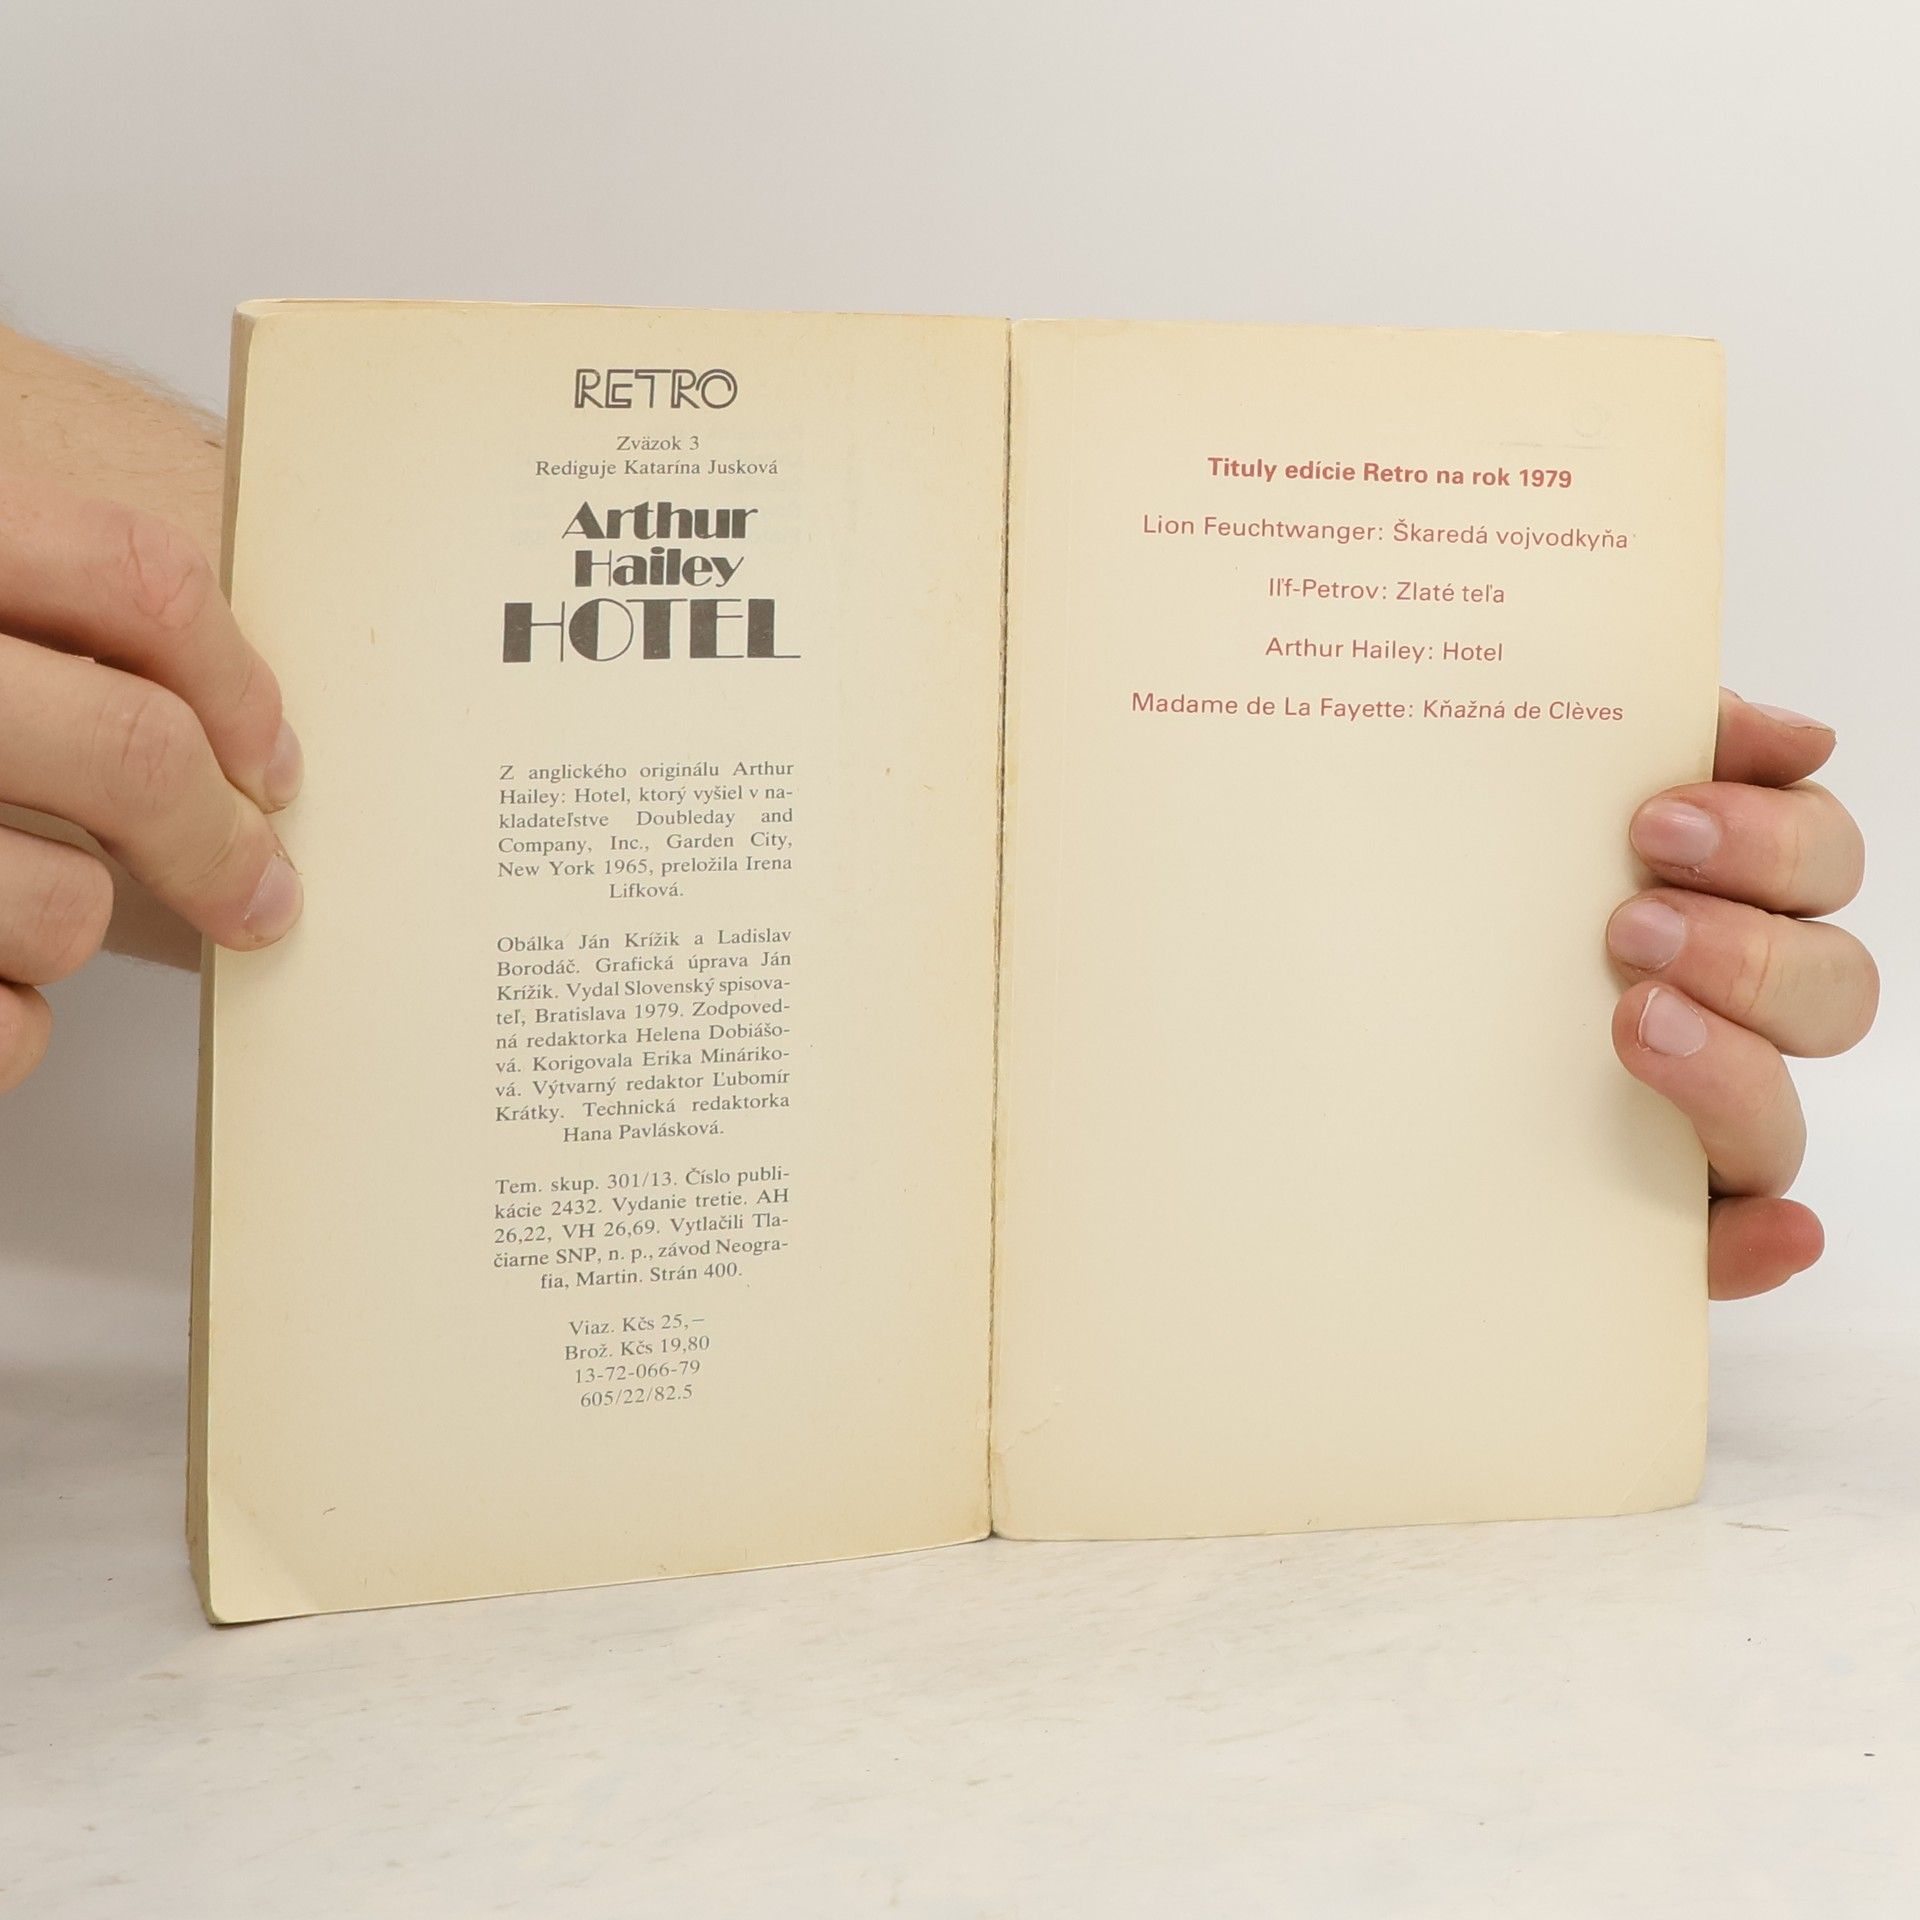 RETRO
Zväzok 3
Rediguje Katarína Jusková
Arthur
Hailey
HOTEL
Z anglického originálu Arthur
Hailey: Hotel, ktorý vyšiel v na-
kladateľstve Doubleday and
Company, Inc., Garden City,
New York 1965, preložila Irena
Lifková.
Obálka Ján Krížik a Ladislav
Borodáč. Grafická úprava Ján
Krížik. Vydal Slovenský spisova-
teľ, Bratislava 1979. Zodpoved-
ná redaktorka Helena Dobiášo-
vá. Korigovala Erika Mináriko-
vá. Výtvarný redaktor Ľubomír
Krátky. Technická redaktorka
Hana Pavlásková.
Tem. skup. 301/13. Číslo publi-
kácie 2432. Vydanie tretie. AH
26,22, VH 26,69. Vytlačili Tla-
čiarne SNP, n. p., závod Neogra-
fia, Martin. Strán 400.
Viaz. Kčs 25,–
Brož. Kčs 19,80
13-72-066-79
605/22/82.5
Tituly edície Retro na rok 1979
Lion Feuchtwanger: Škaredá vojvodkyňa
Iľf-Petrov: Zlaté teľa
Arthur Hailey: Hotel
Madame de La Fayette: Kňažná de Clèves